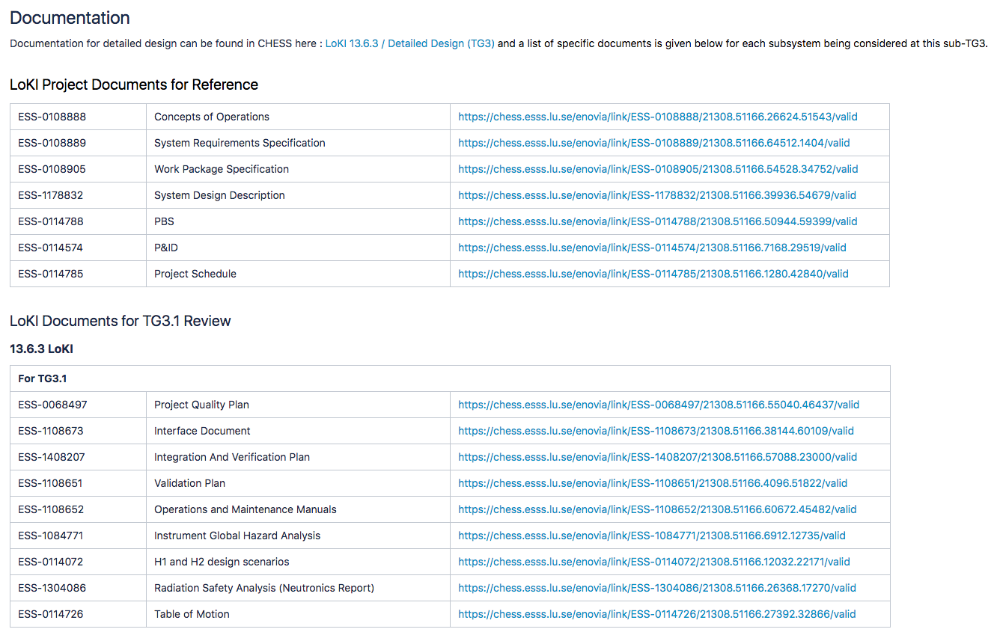 Documentation
Documentation for detailed design can be found in CHESS here : LoKI 13.6.3 / Detailed Design (TG3) and a list of specific documents is given below for each subsystem being considered at this sub-TG3.
LoKI Project Documents for Reference
ESS-0108888 Concepts of Operations https://chess.esss.lu.se/enovia/link/ESS-0108888/21308.51166.26624.51543/valid
ESS-0108889 System Requirements Specification https://chess.esss.lu.se/enovia/link/ESS-0108889/21308.51166.64512.1404/valid
ESS-0108905 Work Package Specification https://chess.esss.lu.se/enovia/link/ESS-0108905/21308.51166.54528.34752/valid
ESS-1178832 System Design Description https://chess.esss.lu.se/enovia/link/ESS-1178832/21308.51166.39936.54679/valid
ESS-0114788 PBS https://chess.esss.lu.se/enovia/link/ESS-0114788/21308.51166.50944.59399/valid
ESS-0114574 P&ID https://chess.esss.lu.se/enovia/link/ESS-0114574/21308.51166.7168.29519/valid
ESS-0114785 Project Schedule https://chess.esss.lu.se/enovia/link/ESS-0114785/21308.51166.1280.42840/valid
LoKI Documents for TG3.1 Review
13.6.3 LoKI
For TG3.1
ESS-0068497 Project Quality Plan https://chess.esss.lu.se/enovia/link/ESS-0068497/21308.51166.55040.46437/valid
ESS-1108673 Interface Document https://chess.esss.lu.se/enovia/link/ESS-1108673/21308.51166.38144.60109/valid
ESS-1408207 Integration And Verification Plan https://chess.esss.lu.se/enovia/link/ESS-1408207/21308.51166.57088.23000/valid
ESS-1108651 Validation Plan https://chess.esss.lu.se/enovia/link/ESS-1108651/21308.51166.4096.51822/valid
ESS-1108652 Operations and Maintenance Manuals https://chess.esss.lu.se/enovia/link/ESS-1108652/21308.51166.60672.45482/valid
ESS-1084771 Instrument Global Hazard Analysis https://chess.esss.lu.se/enovia/link/ESS-1084771/21308.51166.6912.12735/valid
ESS-0114072 H1 and H2 design scenarios https://chess.esss.lu.se/enovia/link/ESS-0114072/21308.51166.12032.22171/valid
ESS-1304086 Radiation Safety Analysis (Neutronics Report) https://chess.esss.lu.se/enovia/link/ESS-1304086/21308.51166.26368.17270/valid
ESS-0114726 Table of Motion https://chess.esss.lu.se/enovia/link/ESS-0114726/21308.51166.27392.32866/valid